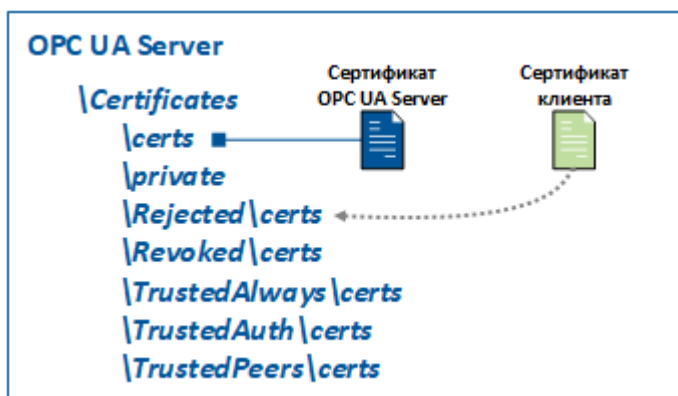 OPC UA Server
Сертификат
OPC UA Server
Сертификат
клиента
\Certificates
\certs
\private
\Rejected\certs
\Revoked\certs
\TrustedAlways\certs
\TrustedAuth\certs
\TrustedPeers\certs